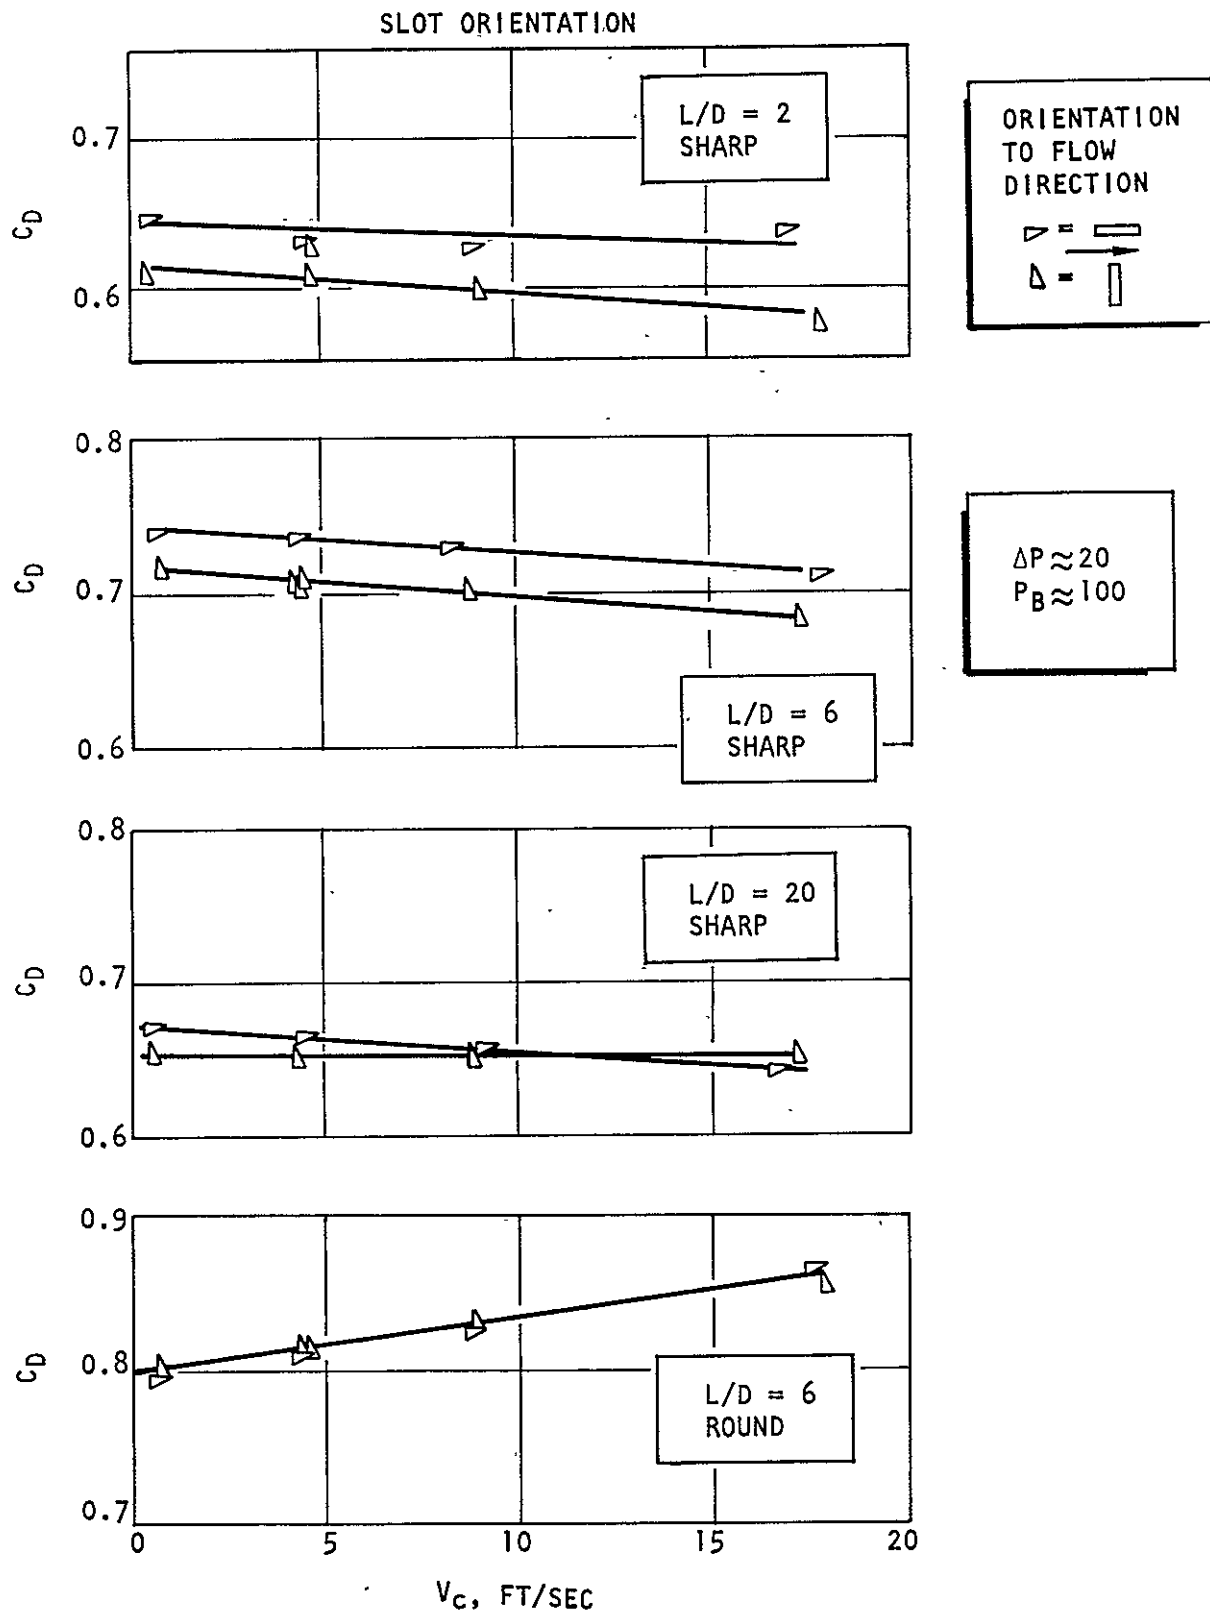 SLOT ORIENTATION
L/D = 2
SHARP
0.7
0.6
C_D
ORIENTATION
TO FLOW
DIRECTION
=
=
0.8
0.7
0.6
C_D
L/D = 6
SHARP
ΔP ≈ 20
P_B ≈ 100
0.8
0.7
0.6
C_D
L/D = 20
SHARP
0.9
0.8
0.7
C_D
L/D = 6
ROUND
0 5 10 15 20
V_C, FT/SEC